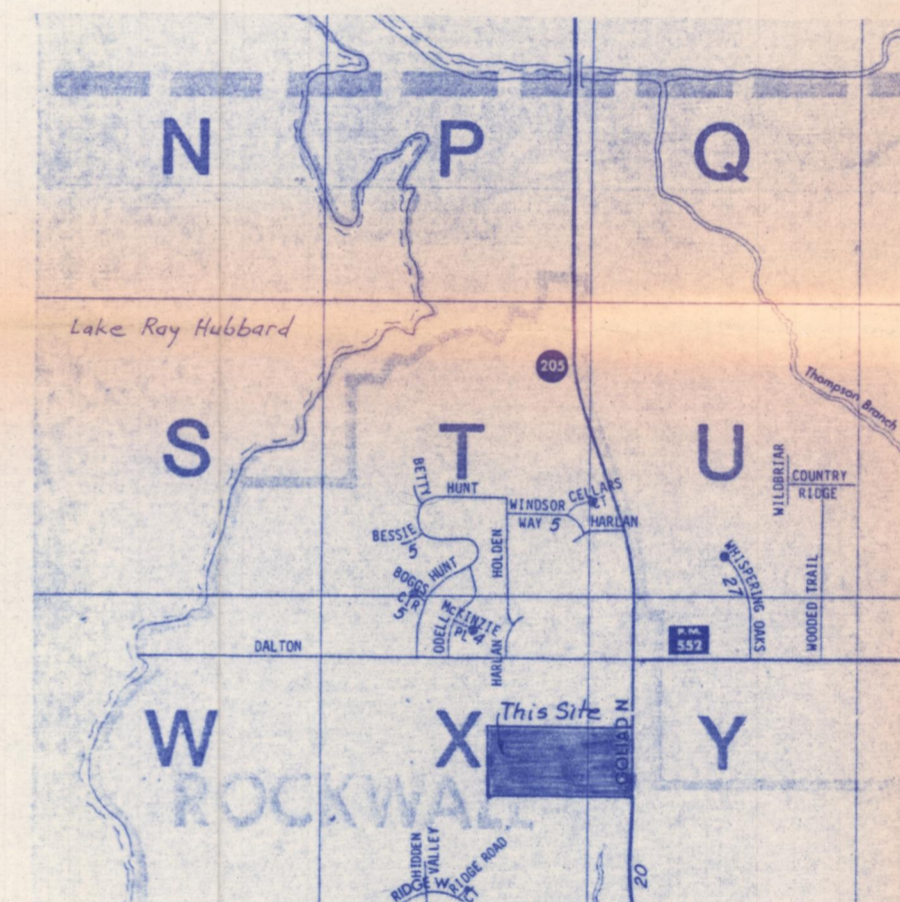 N P Q
Lake Ray Hubbard
205
Thompson Branch
S T U
BETTY
HUNT
WILDBRIAR
COUNTRY
RIDGE
WINDSOR
WAY 5
CELLARS
CT
HARLAN
BESSIE
5
HOLDEN
HUNT
BOGGS
CIR
5
WHISPERING OAKS
27
WOODED TRAIL
McKINZIE
PL 4
ODELL
HARLAN
DALTON
F.M.
552
This Site
GOLIAD N
W X Y
ROCKWALL
HIDDEN
VALLEY
RIDGE ROAD
CT
20